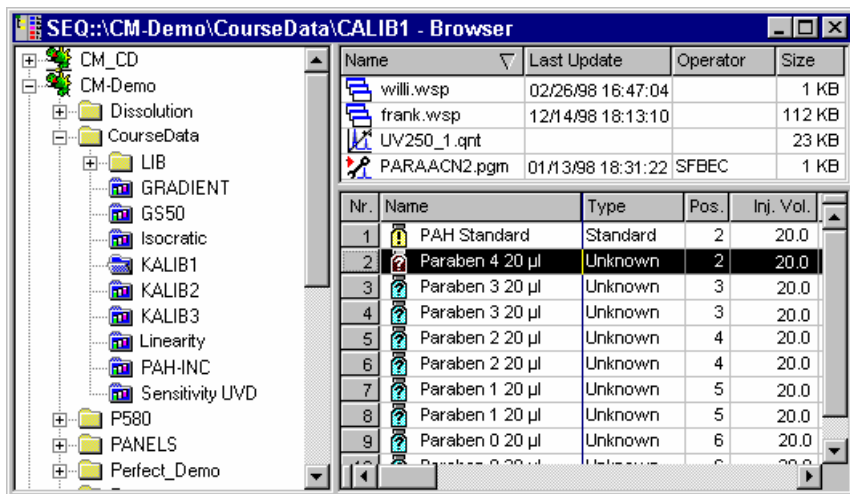 SEQ::\CM-Demo\CourseData\CALIB1 - Browser
CM_CD
CM-Demo
Dissolution
CourseData
LIB
GRADIENT
GS50
Isocratic
KALIB1
KALIB2
KALIB3
Linearity
PAH-INC
Sensitivity UVD
P580
PANELS
Perfect_Demo
Name Last Update Operator Size
willi.wsp 02/26/98 16:47:04 1 KB
frank.wsp 12/14/98 18:13:10 112 KB
UV250_1.qnt 23 KB
PARAACN2.pgm 01/13/98 18:31:22 SFBEC 1 KB
Nr. Name Type Pos. Inj. Vol.
1 PAH Standard Standard 2 20.0
2 Paraben 4 20 µl Unknown 2 20.0
3 Paraben 3 20 µl Unknown 3 20.0
4 Paraben 3 20 µl Unknown 3 20.0
5 Paraben 2 20 µl Unknown 4 20.0
6 Paraben 2 20 µl Unknown 4 20.0
7 Paraben 1 20 µl Unknown 5 20.0
8 Paraben 1 20 µl Unknown 5 20.0
9 Paraben 0 20 µl Unknown 6 20.0